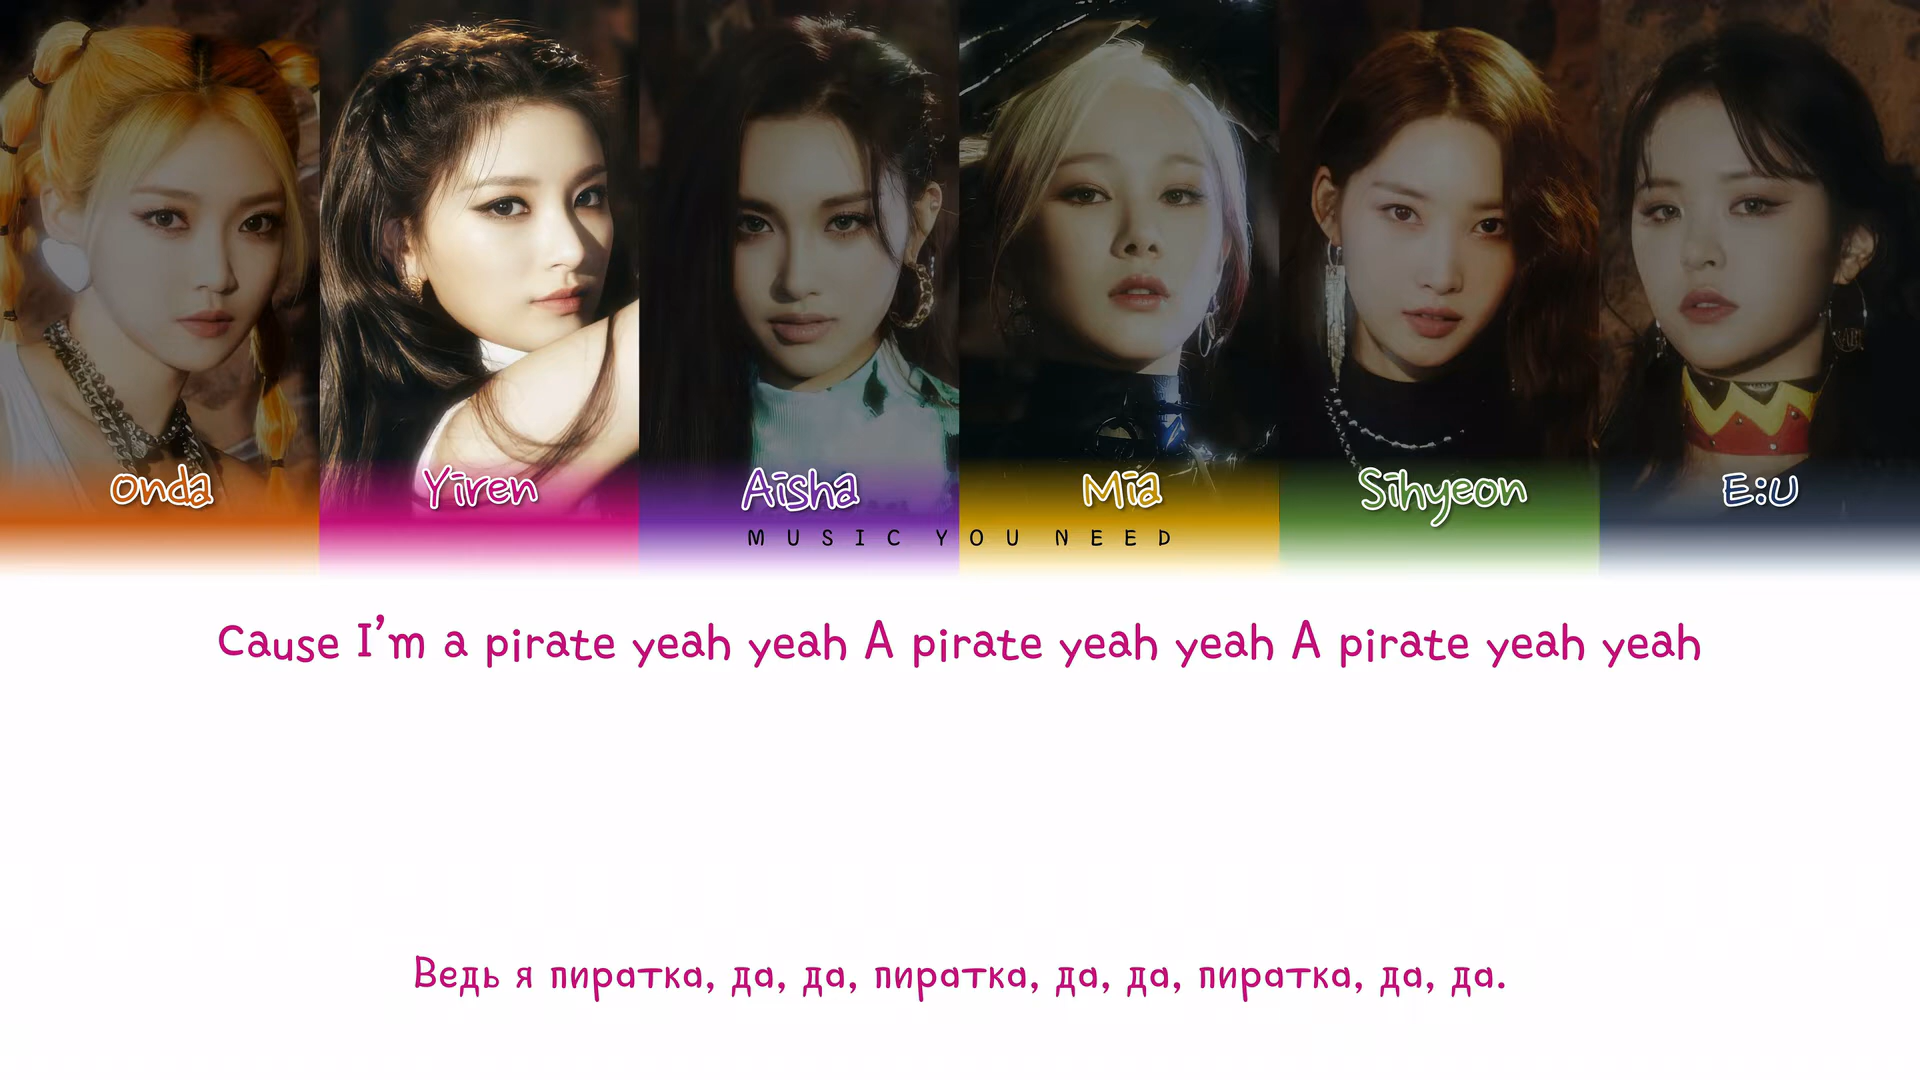 Onda
Yiren
Aisha
Mia
Sihyeon
E:U
MUSIC YOU NEED
Cause I’m a pirate yeah yeah A pirate yeah yeah A pirate yeah yeah
Ведь я пиратка, да, да, пиратка, да, да, пиратка, да, да.